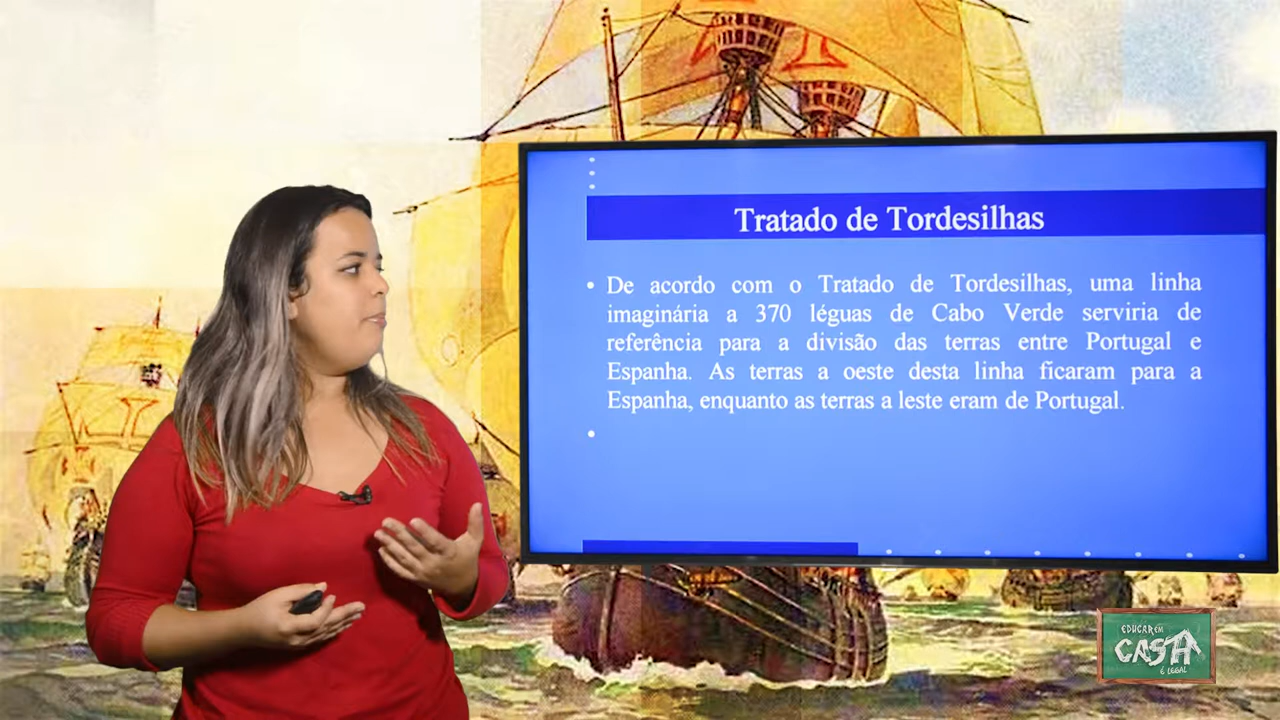 Tratado de Tordesilhas
• De acordo com o Tratado de Tordesilhas, uma linha
imaginária a 370 léguas de Cabo Verde serviria de
referência para a divisão das terras entre Portugal e
Espanha. As terras a oeste desta linha ficaram para a
Espanha, enquanto as terras a leste eram de Portugal.
•
EDUCAR EM
CASA
É LEGAL